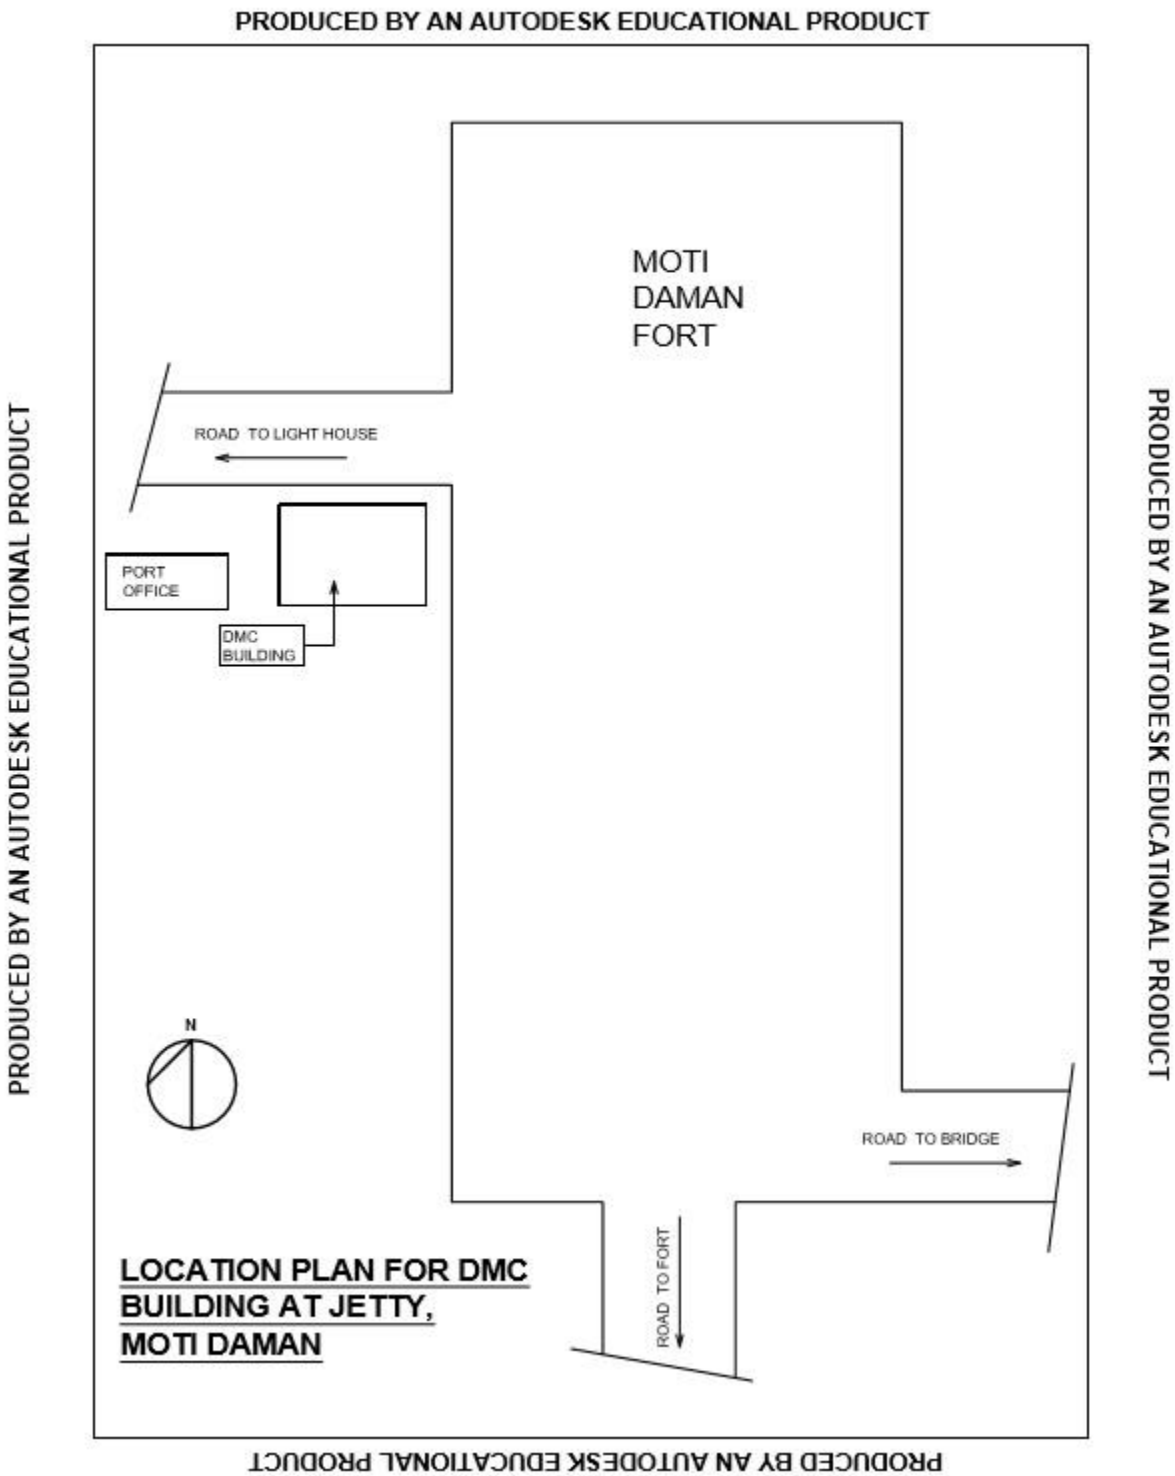 PRODUCED BY AN AUTODESK EDUCATIONAL PRODUCT
MOTI
DAMAN
FORT
ROAD TO LIGHT HOUSE
PORT
OFFICE
DMC
BUILDING
PRODUCED BY AN AUTODESK EDUCATIONAL PRODUCT
PRODUCED BY AN AUTODESK EDUCATIONAL PRODUCT
N
ROAD TO BRIDGE
ROAD TO FORT
LOCATION PLAN FOR DMC
BUILDING AT JETTY,
MOTI DAMAN
PRODUCED BY AN AUTODESK EDUCATIONAL PRODUCT